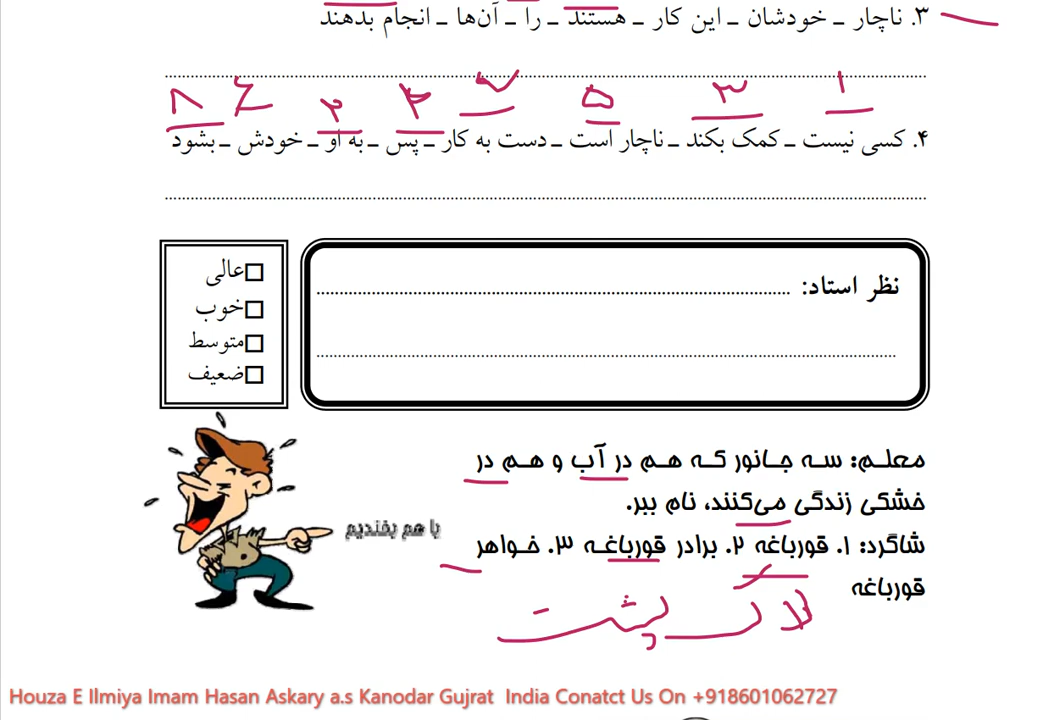 ۳. ناچار ـ خودشان ـ این کار ـ هستند ـ را ـ آن‌ها ـ انجام بدهند
۱ ۳ ۵ ۷ ۴ ۲ ۶ ۸
۴. کسی نیست ـ کمک بکند ـ ناچار است ـ دست به کار ـ پس ـ به او ـ خودش ـ بشود
نظر استاد:
عالی
خوب
متوسط
ضعیف
معلم: سه جانور که هم در آب و هم در
خشکی زندگی می‌کنند، نام ببر.
با هم بخندیم
شاگرد: ۱. قورباغه ۲. برادر قورباغه ۳. خواهر
قورباغه
لاک پشت
Houza E Ilmiya Imam Hasan Askary a.s Kanodar Gujrat India Conatct Us On +918601062727